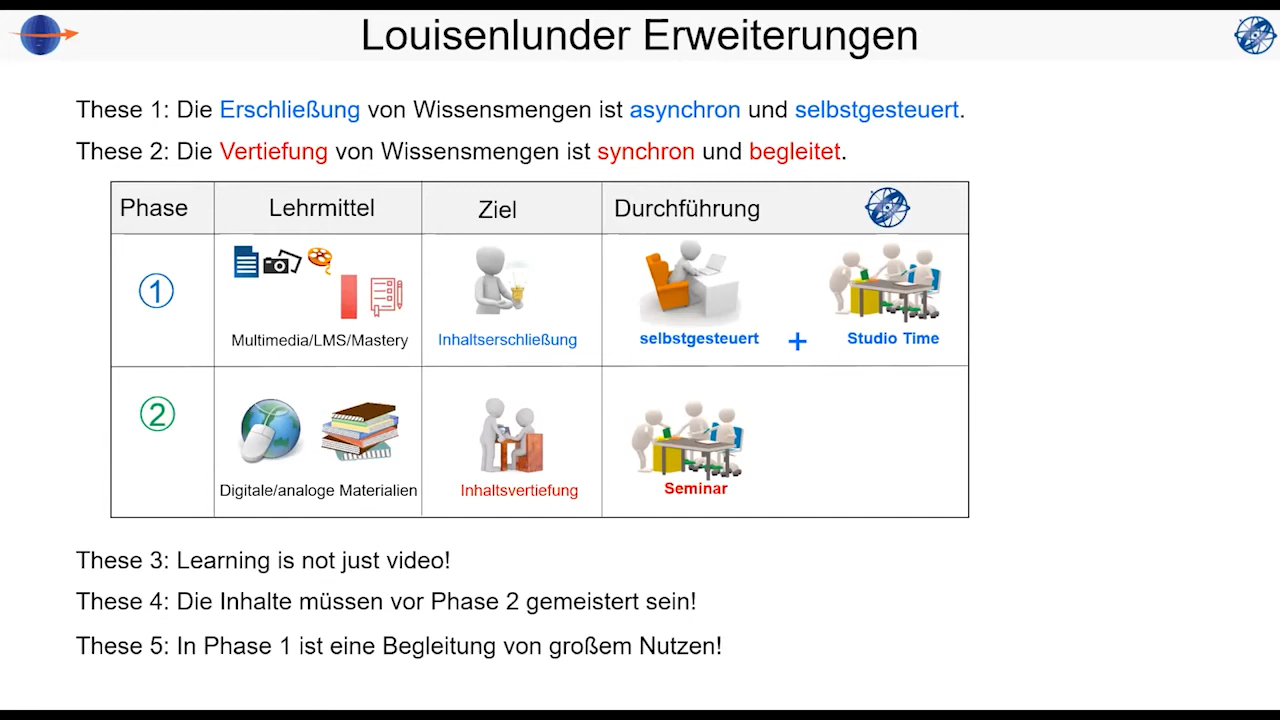 Louisenlunder Erweiterungen
These 1: Die Erschließung von Wissensmengen ist asynchron und selbstgesteuert.
These 2: Die Vertiefung von Wissensmengen ist synchron und begleitet.
Phase Lehrmittel Ziel Durchführung
1
Multimedia/LMS/Mastery Inhaltserschließung selbstgesteuert + Studio Time
2
Digitale/analoge Materialien Inhaltsvertiefung Seminar
These 3: Learning is not just video!
These 4: Die Inhalte müssen vor Phase 2 gemeistert sein!
These 5: In Phase 1 ist eine Begleitung von großem Nutzen!